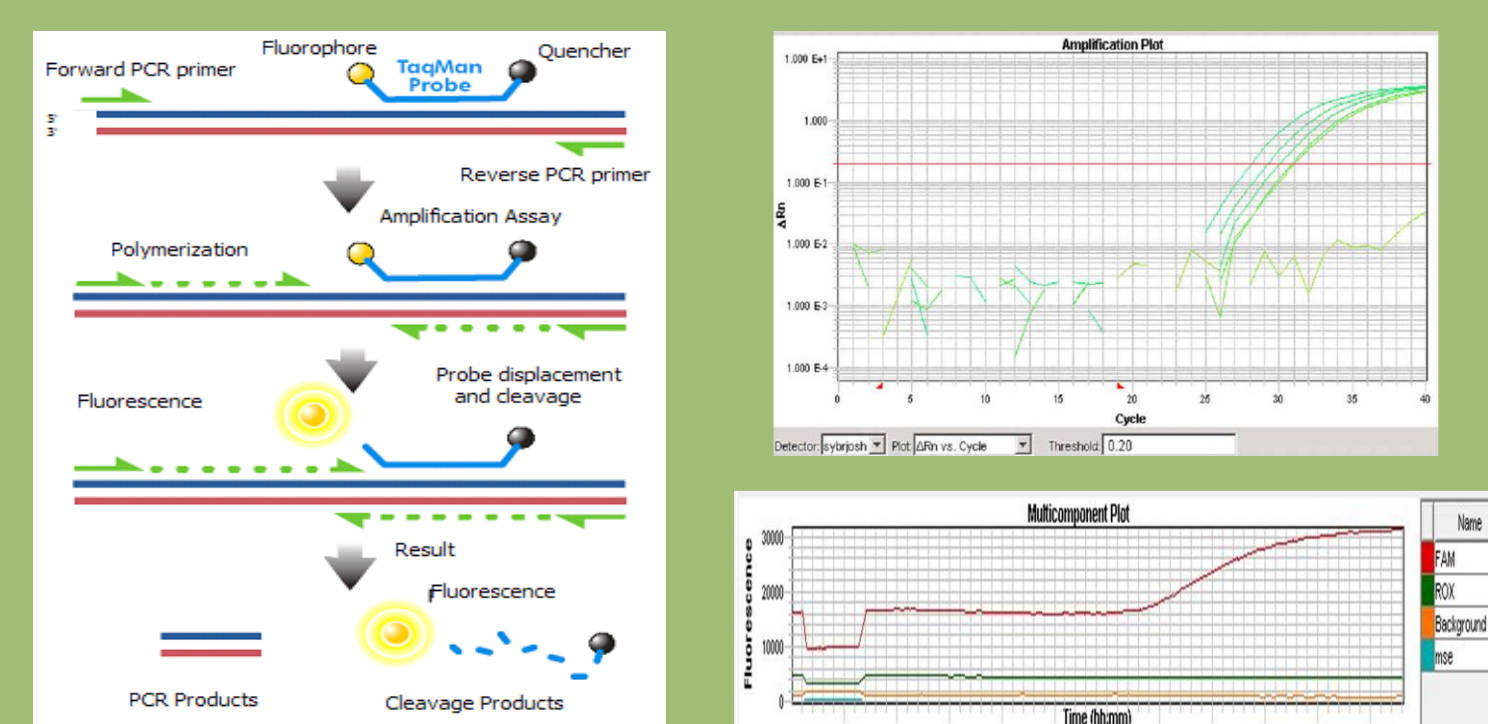 Fluorophore
Quencher
Forward PCR primer
TaqMan
Probe
5'
3'
Reverse PCR primer
Amplification Assay
Polymerization
Probe displacement
and cleavage
Fluorescence
Result
Fluorescence
PCR Products
Cleavage Products
Amplification Plot
1.000 E+1
1.000
1.000 E-1
1.000 E-2
1.000 E-3
1.000 E-4
ΔRn
0 5 10 15 20 25 30 35 40
Cycle
Detector: sybrjosh Plot: ΔRn vs. Cycle Threshold: 0.20
Multicomponent Plot
30000
20000
10000
0
Fluorescence
Time (hh:mm)
Name
FAM
ROX
Background
mse